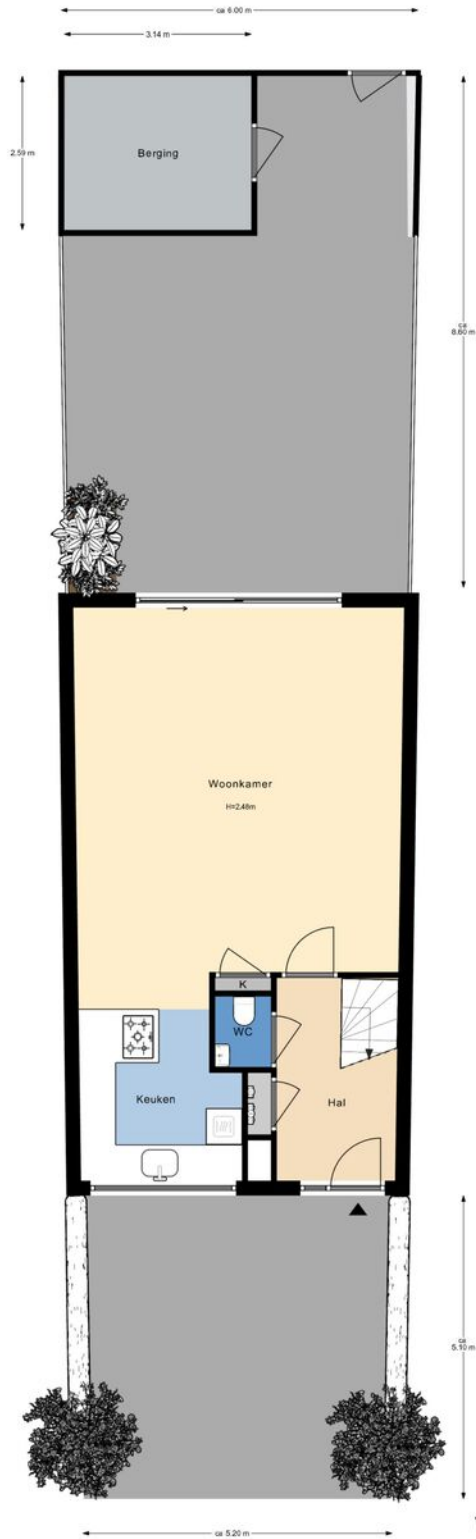 ca 6.00 m
3.14 m
2.59 m
Berging
ca
8.60 m
Woonkamer
H=2.48m
K
WC
Keuken
Hal
ca
5.10 m
ca 5.20 m